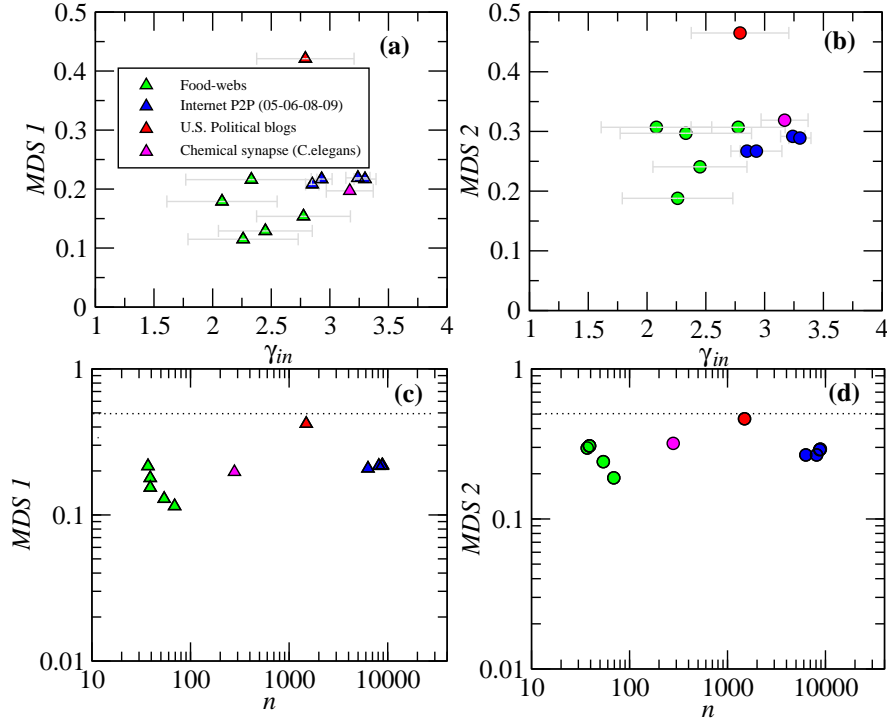 0.5
0.4
0.3
0.2
0.1
0
MDS 1
(a)
Food-webs
Internet P2P (05-06-08-09)
U.S. Political blogs
Chemical synapse (C.elegans)
1 1.5 2 2.5 3 3.5 4
γin
0.5
0.4
0.3
0.2
0.1
0
MDS 2
(b)
1 1.5 2 2.5 3 3.5 4
γin
1
0.1
0.01
MDS 1
(c)
10 100 1000 10000
n
1
0.1
0.01
MDS 2
(d)
10 100 1000 10000
n